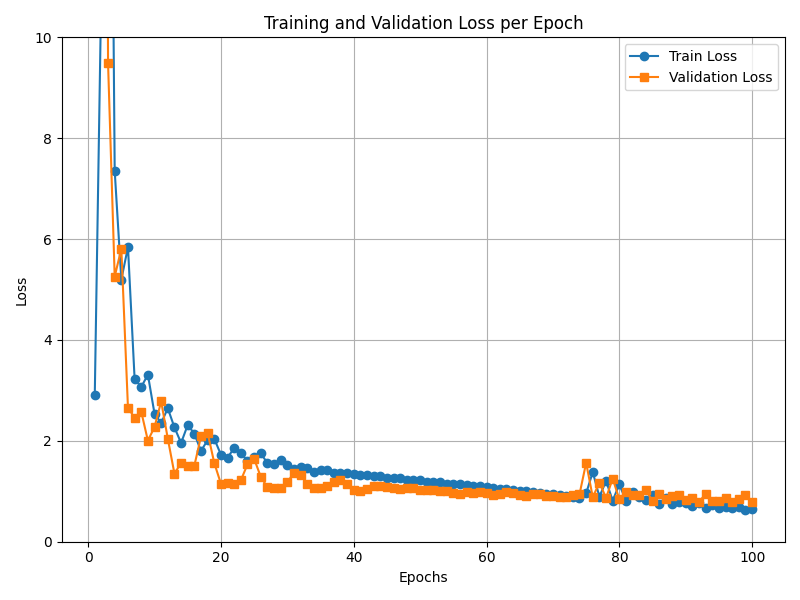 Training and Validation Loss per Epoch
Train Loss
Validation Loss
10
8
6
4
2
0
Loss
0 20 40 60 80 100
Epochs